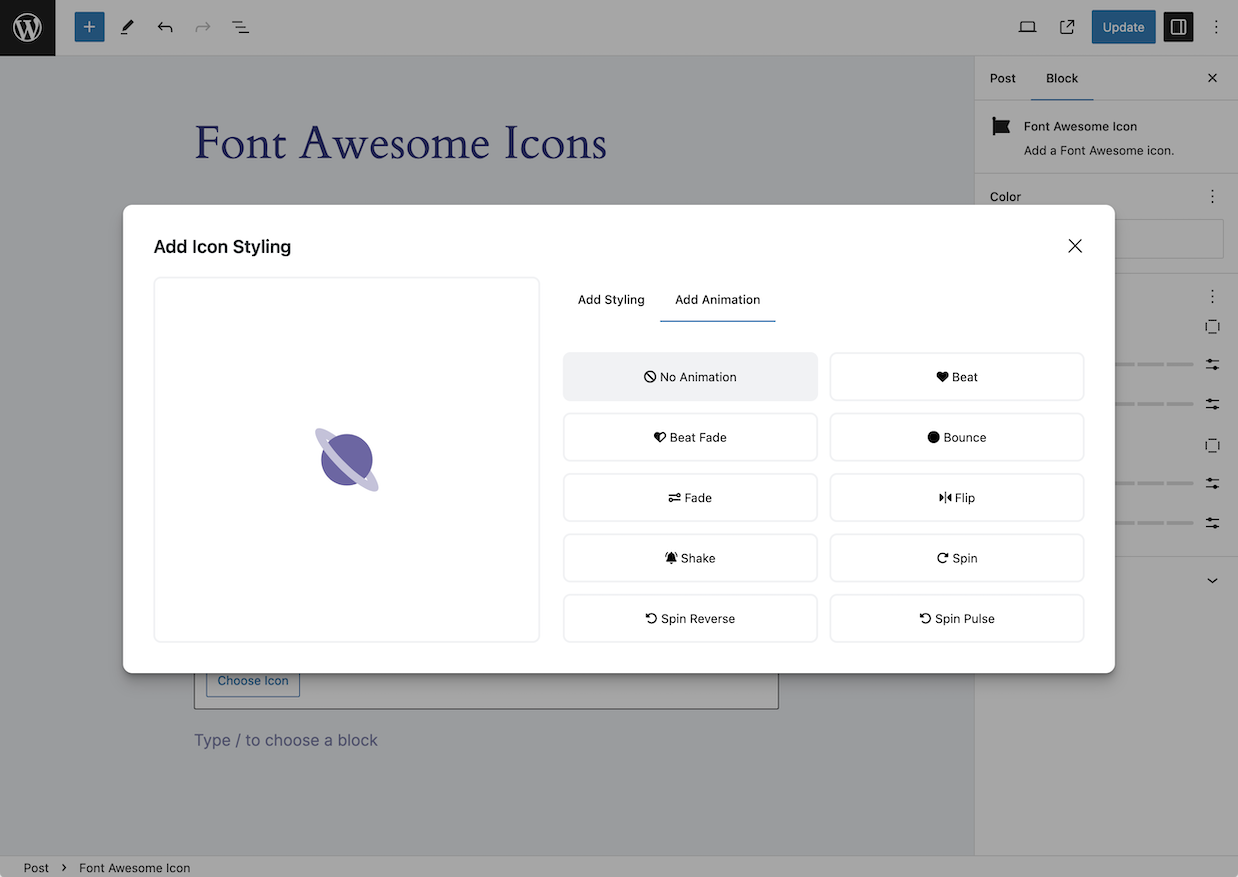 Update
Post
Block
Font Awesome Icons
Font Awesome Icon
Add a Font Awesome icon.
Color
Add Icon Styling
Add Styling
Add Animation
No Animation
Beat
Beat Fade
Bounce
Fade
Flip
Shake
Spin
Spin Reverse
Spin Pulse
Choose Icon
Type / to choose a block
Post > Font Awesome Icon